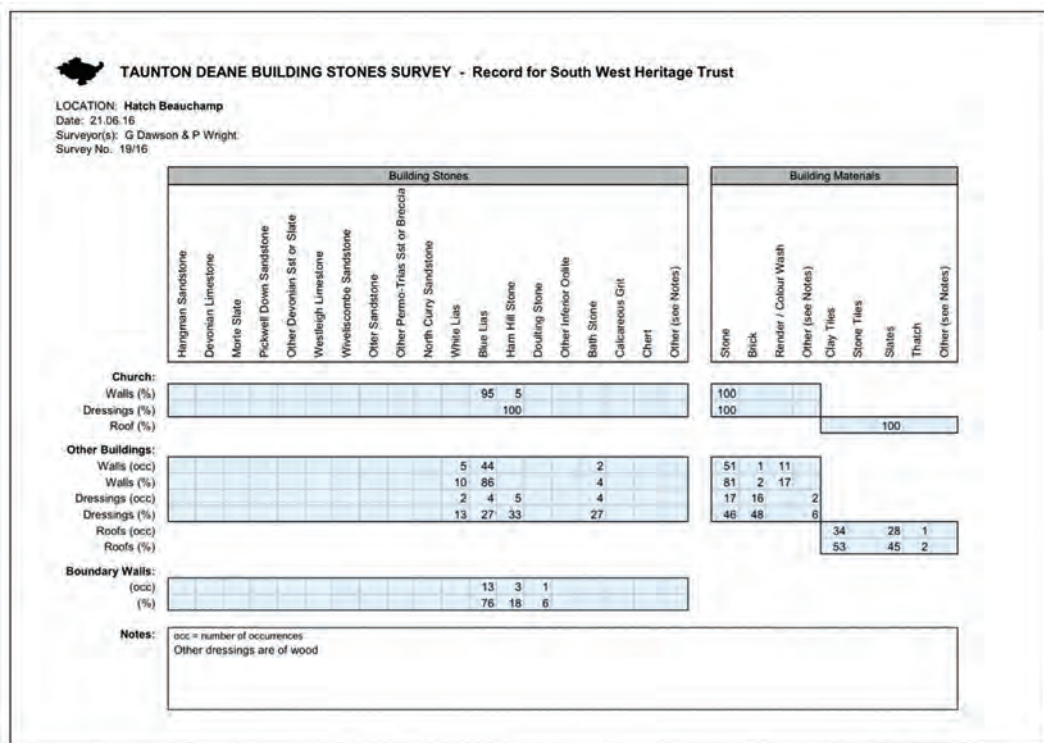 TAUNTON DEANE BUILDING STONES SURVEY - Record for South West Heritage Trust
LOCATION: Hatch Beauchamp
Date: 21.06.16
Surveyor(s): G Dawson & P Wright
Survey No. 19/16
Building Stones
Building Materials
Hangman Sandstone
Devonian Limestone
Morte Slate
Pickwell Down Sandstone
Other Devonian Sst or Slate
Westleigh Limestone
Wiveliscombe Sandstone
Otter Sandstone
Other Permo-Trias Sst or Breccia
North Curry Sandstone
White Lias
Blue Lias
Ham Hill Stone
Doulting Stone
Other Inferior Oolite
Bath Stone
Calcareous Grit
Chert
Other (see Notes)
Stone
Brick
Render / Colour Wash
Other (see Notes)
Clay Tiles
Stone Tiles
Slates
Thatch
Other (see Notes)
Church:
Walls (%) 95 5 100
Dressings (%) 100 100
Roof (%) 100
Other Buildings:
Walls (occ) 5 44 2 51 1 11
Walls (%) 10 86 4 81 2 17
Dressings (occ) 2 4 5 4 17 16 2
Dressings (%) 13 27 33 27 46 48 6
Roofs (occ) 34 28 1
Roofs (%) 53 45 2
Boundary Walls:
(occ) 13 3 1
(%) 76 18 6
Notes: occ = number of occurrences
Other dressings are of wood